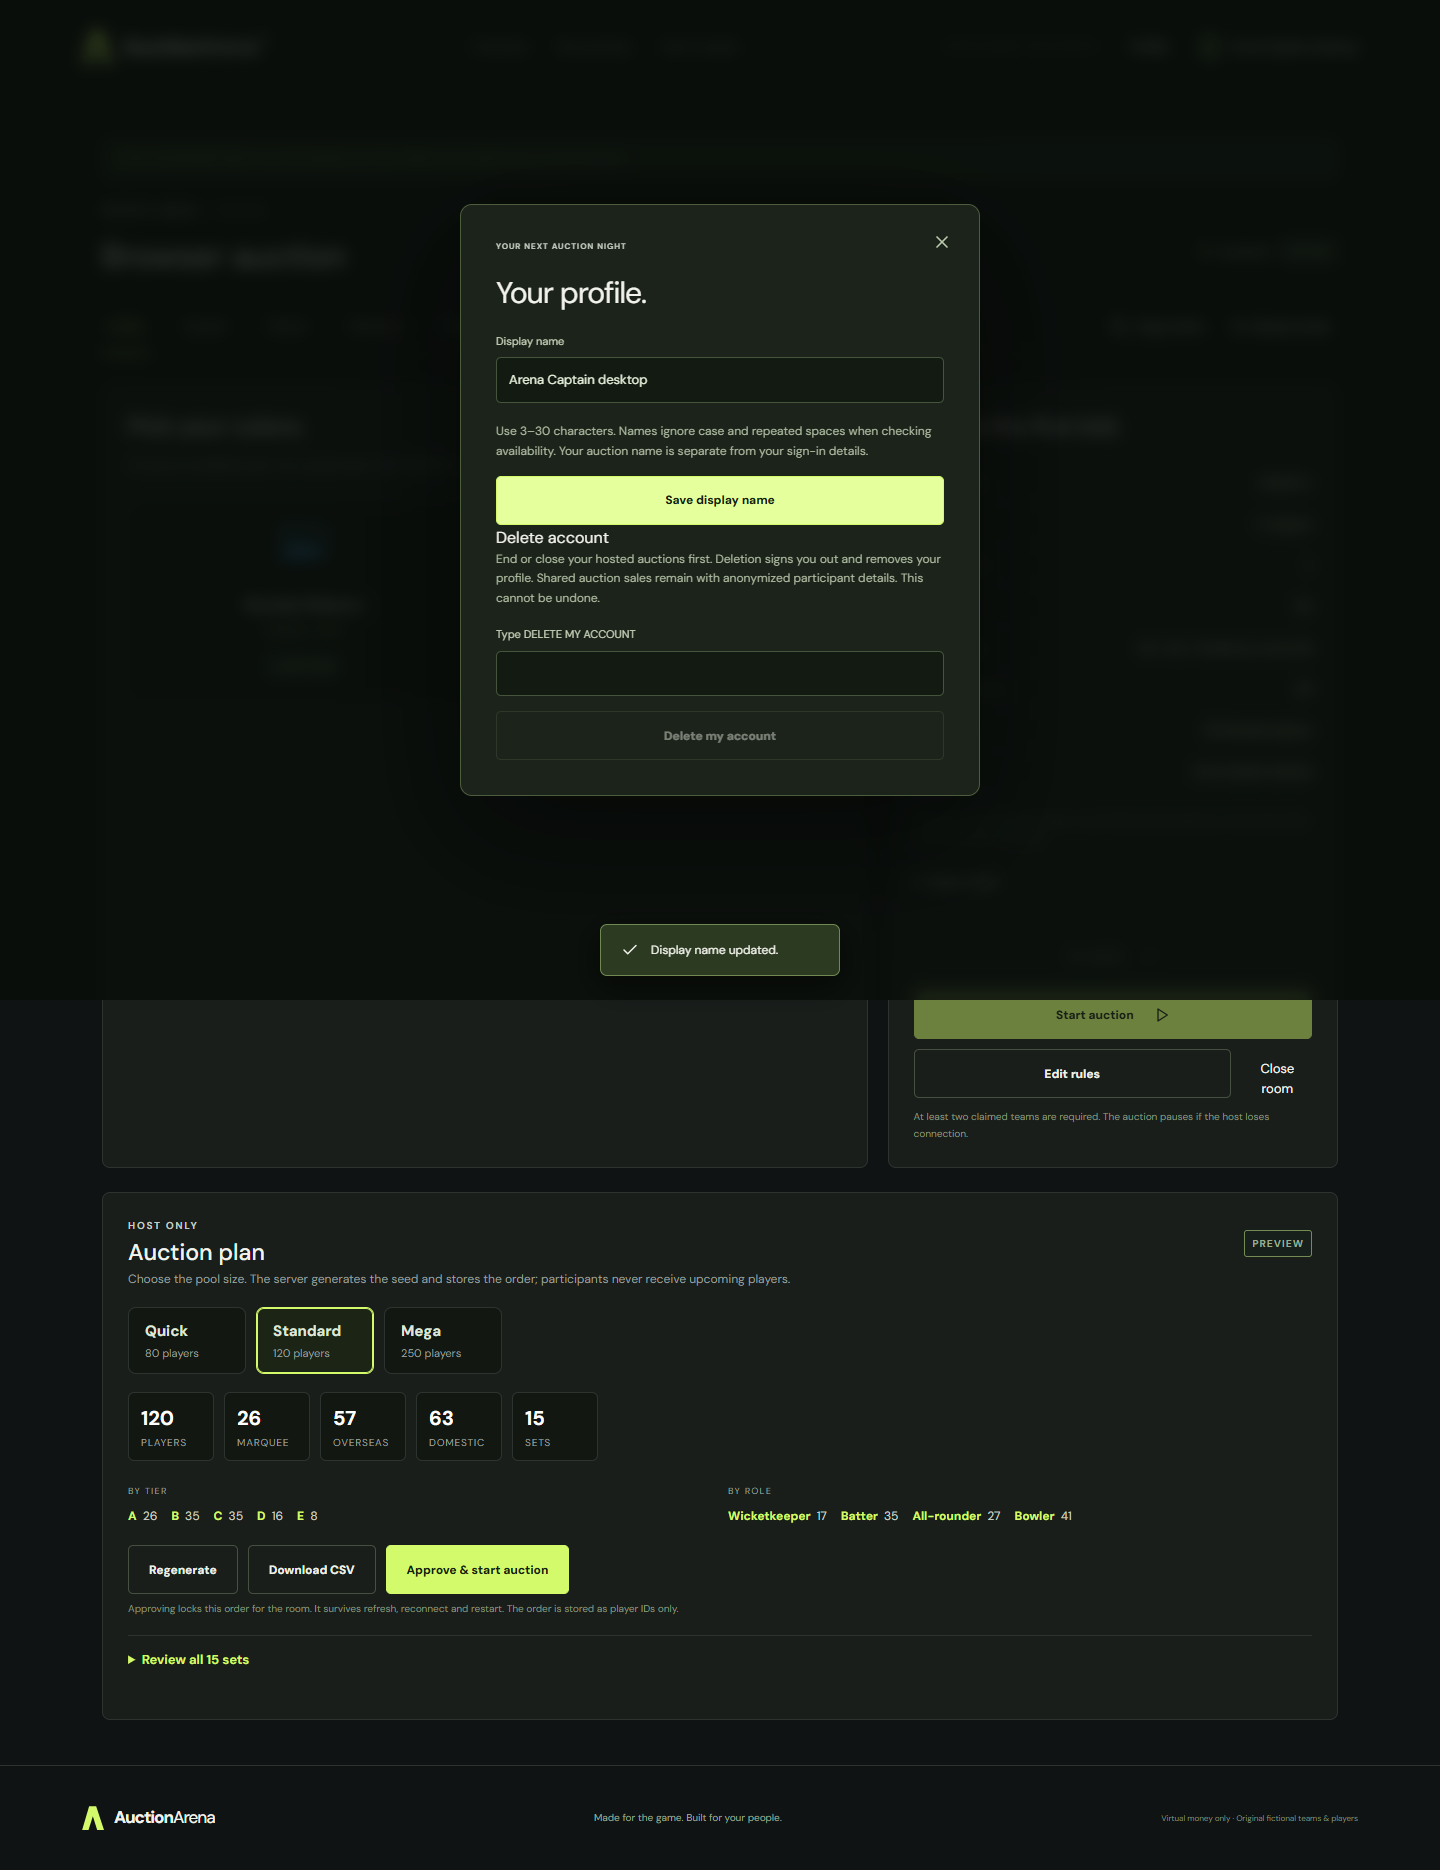 Browser auction
YOUR NEXT AUCTION NIGHT
Your profile.
Display name
Arena Captain desktop
Use 3–30 characters. Names ignore case and repeated spaces when checking
availability. Your auction name is separate from your sign-in details.
Save display name
Delete account
End or close your hosted auctions first. Deletion signs you out and removes your
profile. Shared auction sales remain with anonymized participant details. This
cannot be undone.
Type DELETE MY ACCOUNT
Delete my account
Display name updated.
Start auction
Edit rules
Close
room
At least two claimed teams are required. The auction pauses if the host loses
connection.
HOST ONLY
Auction plan
PREVIEW
Choose the pool size. The server generates the seed and stores the order; participants never receive upcoming players.
Quick
80 players
Standard
120 players
Mega
250 players
120
PLAYERS
26
MARQUEE
57
OVERSEAS
63
DOMESTIC
15
SETS
BY TIER
A 26 B 35 C 35 D 16 E 8
BY ROLE
Wicketkeeper 17 Batter 35 All-rounder 27 Bowler 41
Regenerate
Download CSV
Approve & start auction
Approving locks this order for the room. It survives refresh, reconnect and restart. The order is stored as player IDs only.
Review all 15 sets
AuctionArena
Made for the game. Built for your people.
Virtual money only · Original fictional teams & players